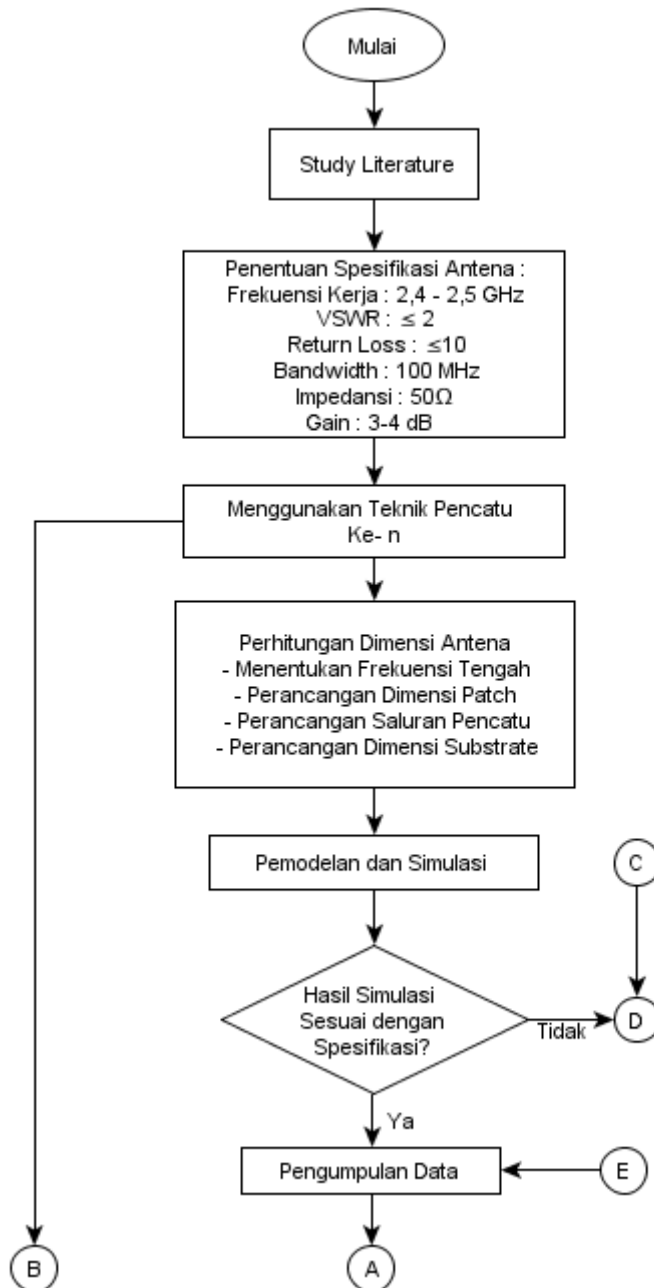 Mulai
Study Literature
Penentuan Spesifikasi Antena :
Frekuensi Kerja : 2,4 - 2,5 GHz
VSWR : ≤ 2
Return Loss : ≤10
Bandwidth : 100 MHz
Impedansi : 50Ω
Gain : 3-4 dB
Menggunakan Teknik Pencatu
Ke- n
Perhitungan Dimensi Antena
- Menentukan Frekuensi Tengah
- Perancangan Dimensi Patch
- Perancangan Saluran Pencatu
- Perancangan Dimensi Substrate
Pemodelan dan Simulasi
C
Hasil Simulasi
Sesuai dengan
Spesifikasi?
Tidak
D
Ya
Pengumpulan Data
E
B
A